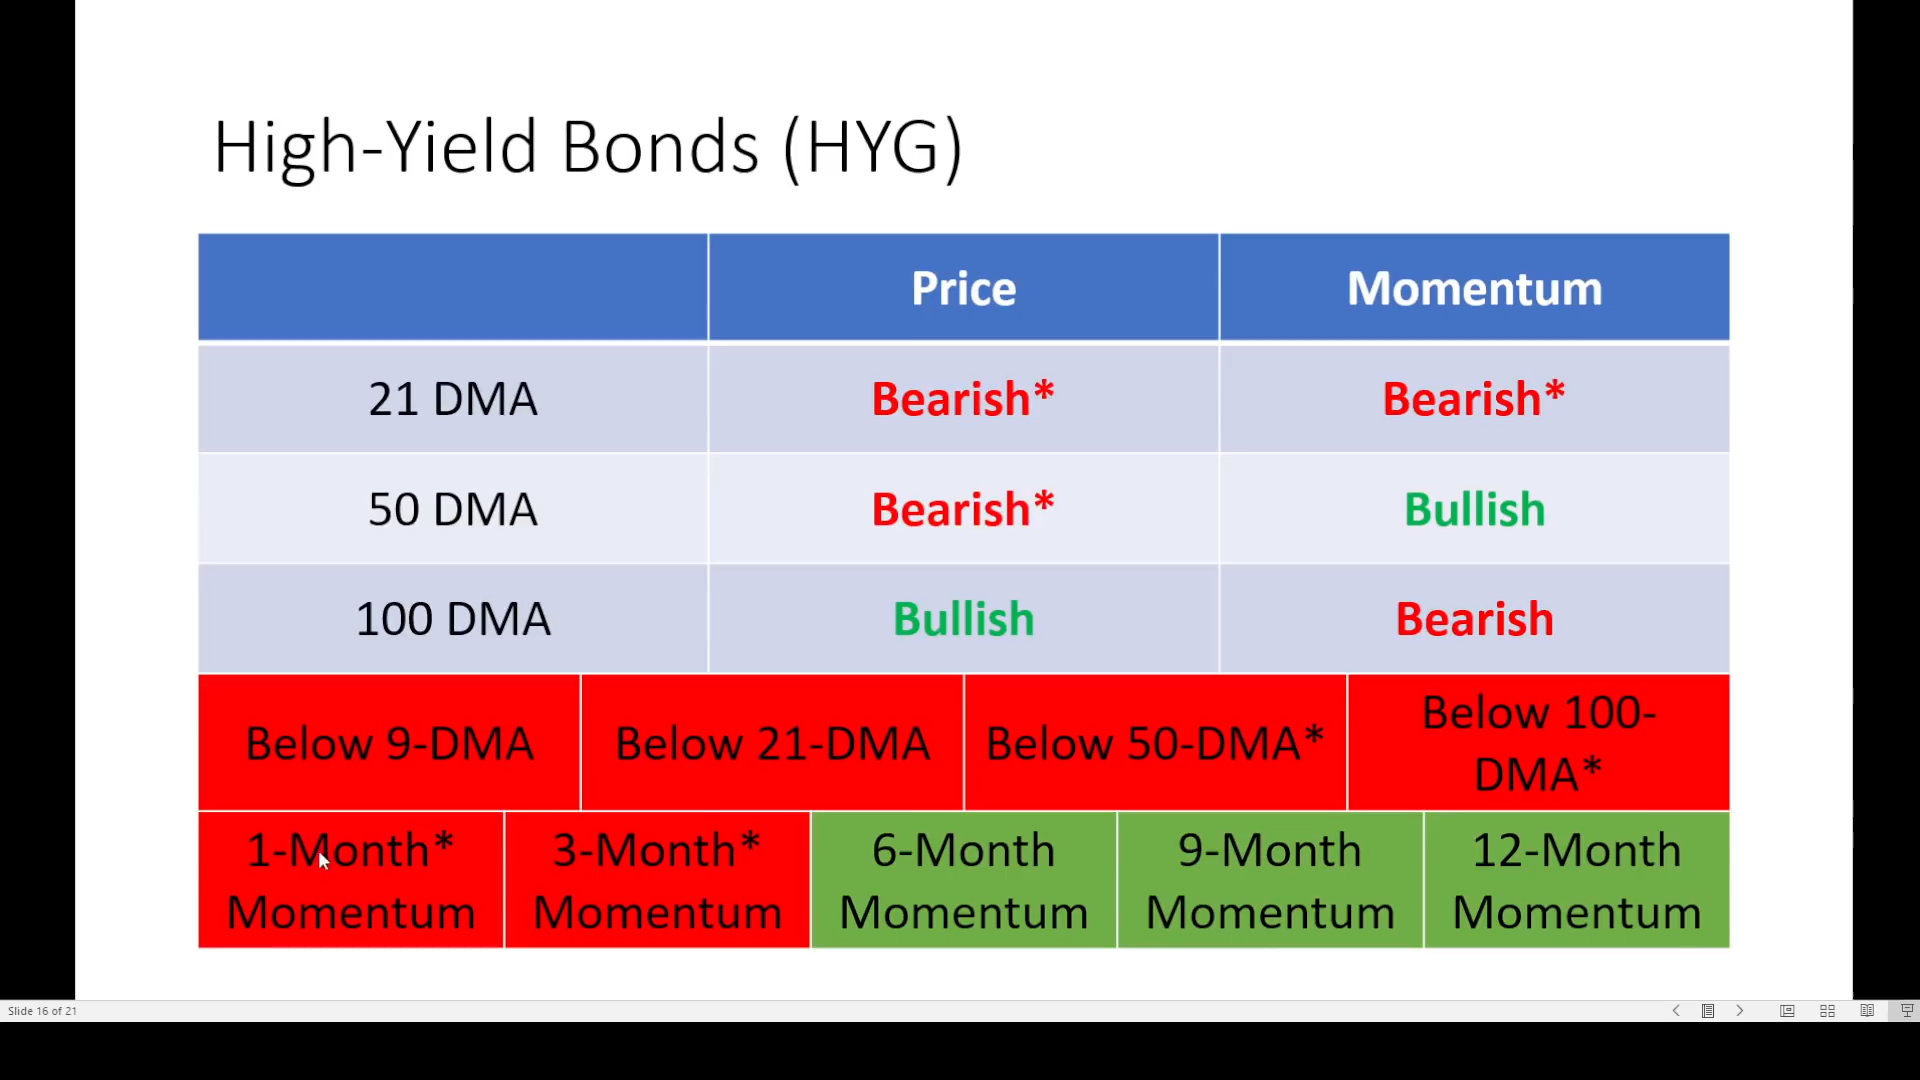 High-Yield Bonds (HYG)
Price Momentum
21 DMA Bearish* Bearish*
50 DMA Bearish* Bullish
100 DMA Bullish Bearish
Below 9-DMA Below 21-DMA Below 50-DMA* Below 100-
DMA*
1-Month* 3-Month* 6-Month 9-Month 12-Month
Momentum Momentum Momentum Momentum Momentum
Slide 16 of 21